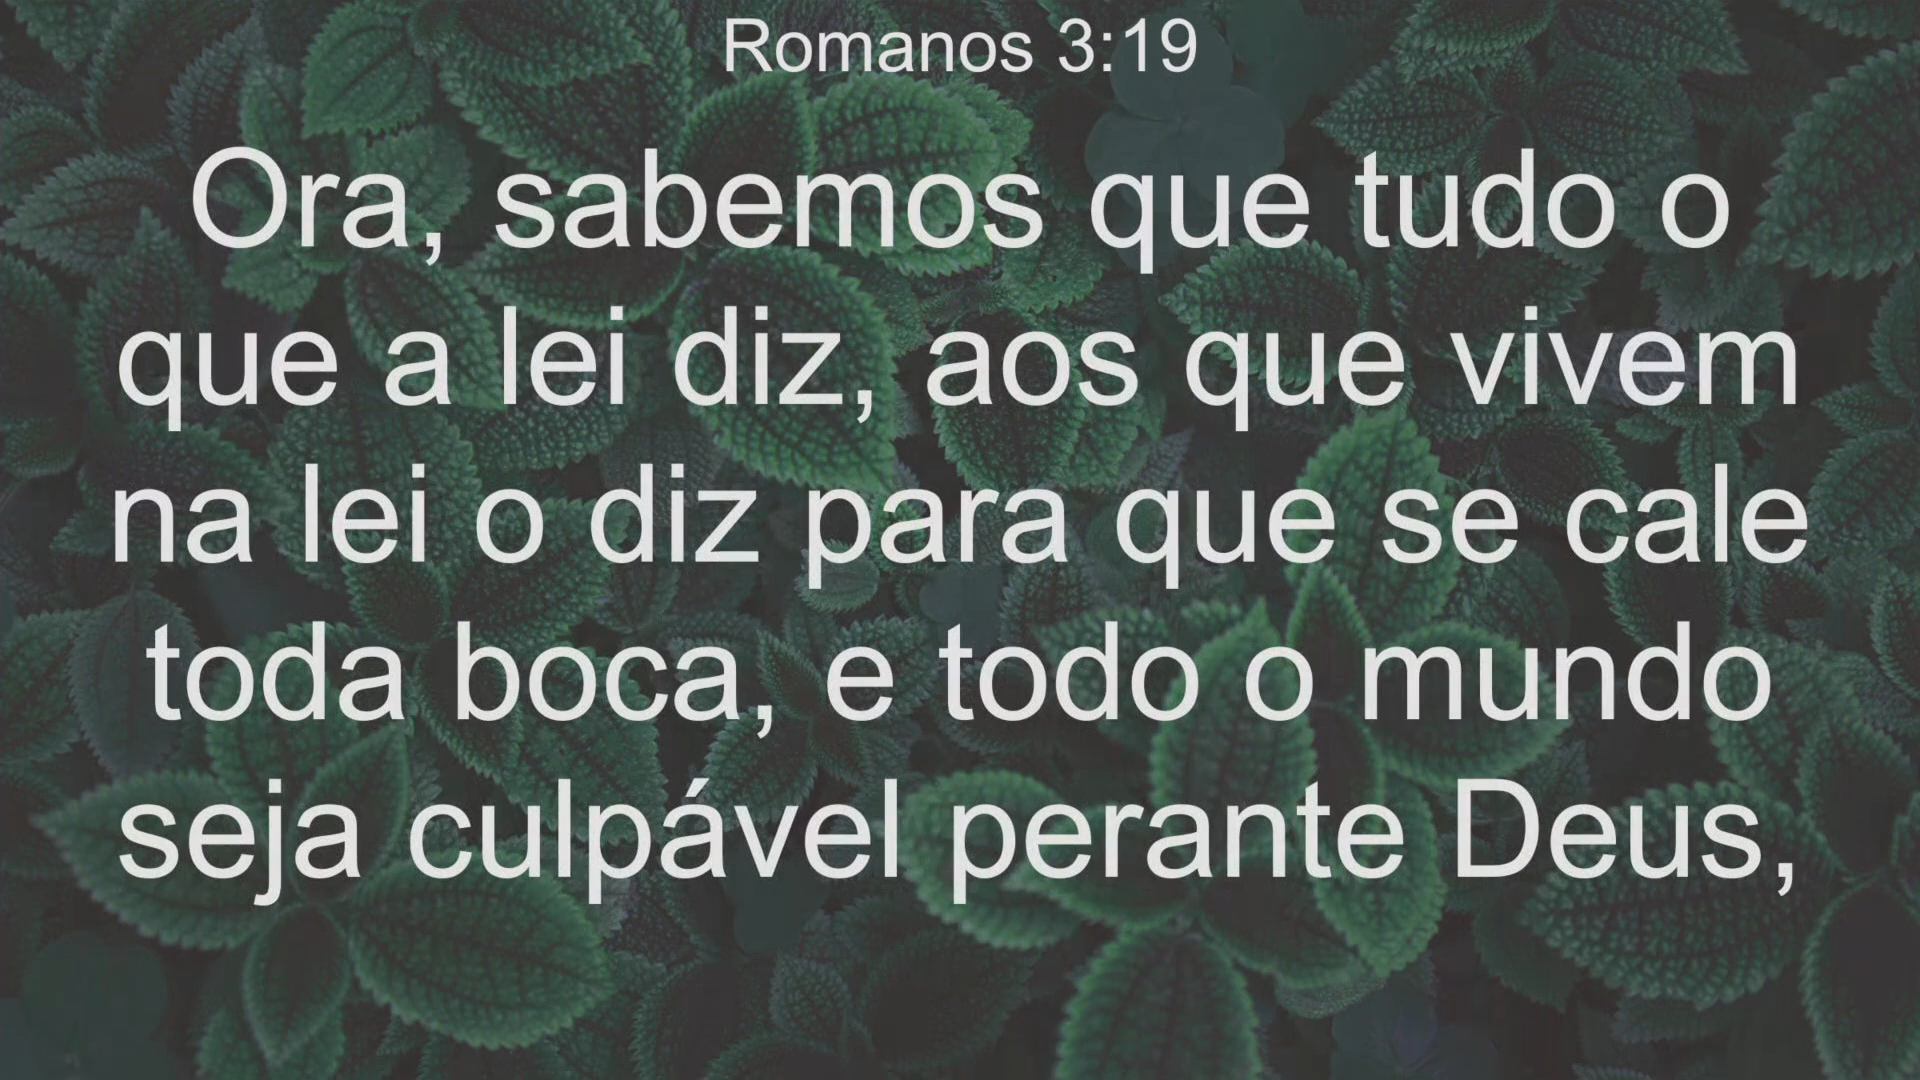 Romanos 3:19
Ora, sabemos que tudo o
que a lei diz, aos que vivem
na lei o diz para que se cale
toda boca, e todo o mundo
seja culpável perante Deus,